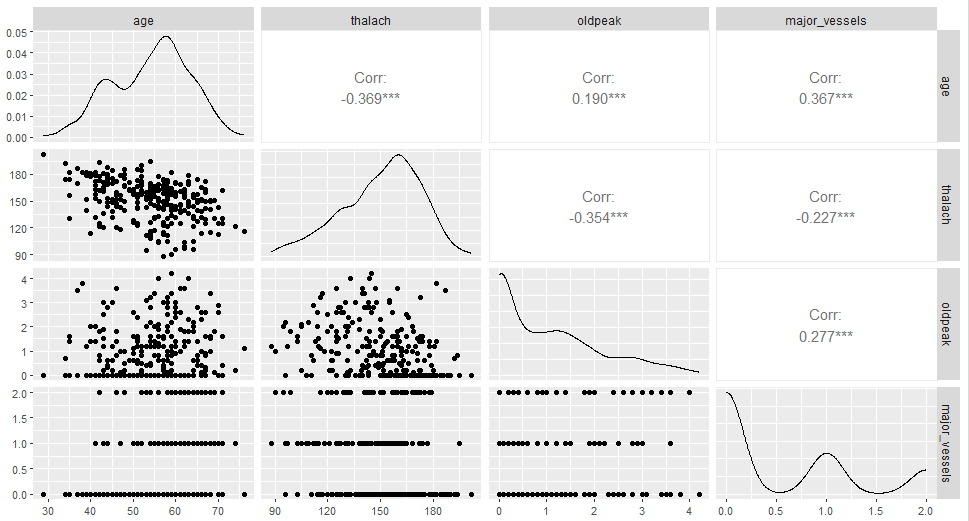 age thalach oldpeak major_vessels
0.05
0.04
0.03
0.02
0.01
0.00
Corr:
-0.369***
Corr:
0.190***
Corr:
0.367***
age
180
150
120
90
Corr:
-0.354***
Corr:
-0.227***
thalach
4
3
2
1
0
Corr:
0.277***
oldpeak
2.0
1.5
1.0
0.5
0.0
major_vessels
30 40 50 60 70 90 120 150 180 0 1 2 3 4 0.0 0.5 1.0 1.5 2.0